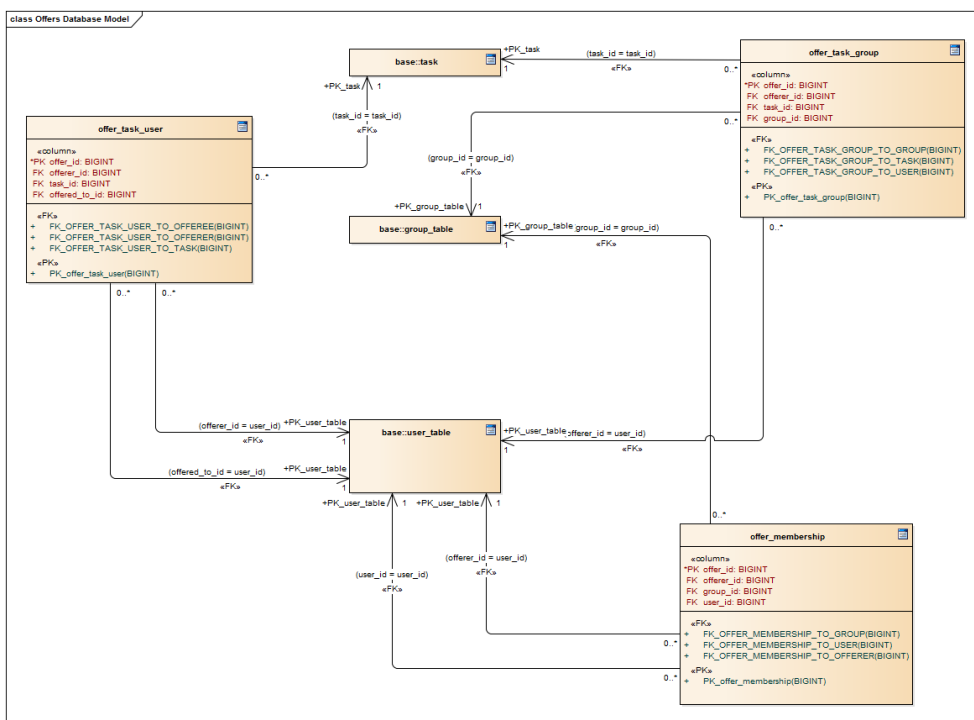 class Offers Database Model
base::task
+PK_task
1
(task_id = task_id)
«FK»
0..*
offer_task_group
«column»
*PK offer_id: BIGINT
FK offerer_id: BIGINT
FK task_id: BIGINT
FK group_id: BIGINT
«FK»
+ FK_OFFER_TASK_GROUP_TO_GROUP(BIGINT)
+ FK_OFFER_TASK_GROUP_TO_TASK(BIGINT)
+ FK_OFFER_TASK_GROUP_TO_USER(BIGINT)
«PK»
+ PK_offer_task_group(BIGINT)
+PK_task
1
(task_id = task_id)
«FK»
0..*
offer_task_user
«column»
*PK offer_id: BIGINT
FK offerer_id: BIGINT
FK task_id: BIGINT
FK offered_to_id: BIGINT
«FK»
+ FK_OFFER_TASK_USER_TO_OFFEREE(BIGINT)
+ FK_OFFER_TASK_USER_TO_OFFERER(BIGINT)
+ FK_OFFER_TASK_USER_TO_TASK(BIGINT)
«PK»
+ PK_offer_task_user(BIGINT)
0..*
(group_id = group_id)
«FK»
+PK_group_table
1
base::group_table
+PK_group_table
1
(group_id = group_id)
«FK»
0..*
0..*
0..*
(offerer_id = user_id)
«FK»
+PK_user_table
1
(offered_to_id = user_id)
«FK»
+PK_user_table
1
base::user_table
+PK_user_table
1
offerer_id = user_id)
«FK»
+PK_user_table
1
+PK_user_table
1
(offerer_id = user_id)
«FK»
(user_id = user_id)
«FK»
0..*
offer_membership
«column»
*PK offer_id: BIGINT
FK offerer_id: BIGINT
FK group_id: BIGINT
FK user_id: BIGINT
«FK»
+ FK_OFFER_MEMBERSHIP_TO_GROUP(BIGINT)
+ FK_OFFER_MEMBERSHIP_TO_USER(BIGINT)
+ FK_OFFER_MEMBERSHIP_TO_OFFERER(BIGINT)
«PK»
+ PK_offer_membership(BIGINT)
0..*
0..*